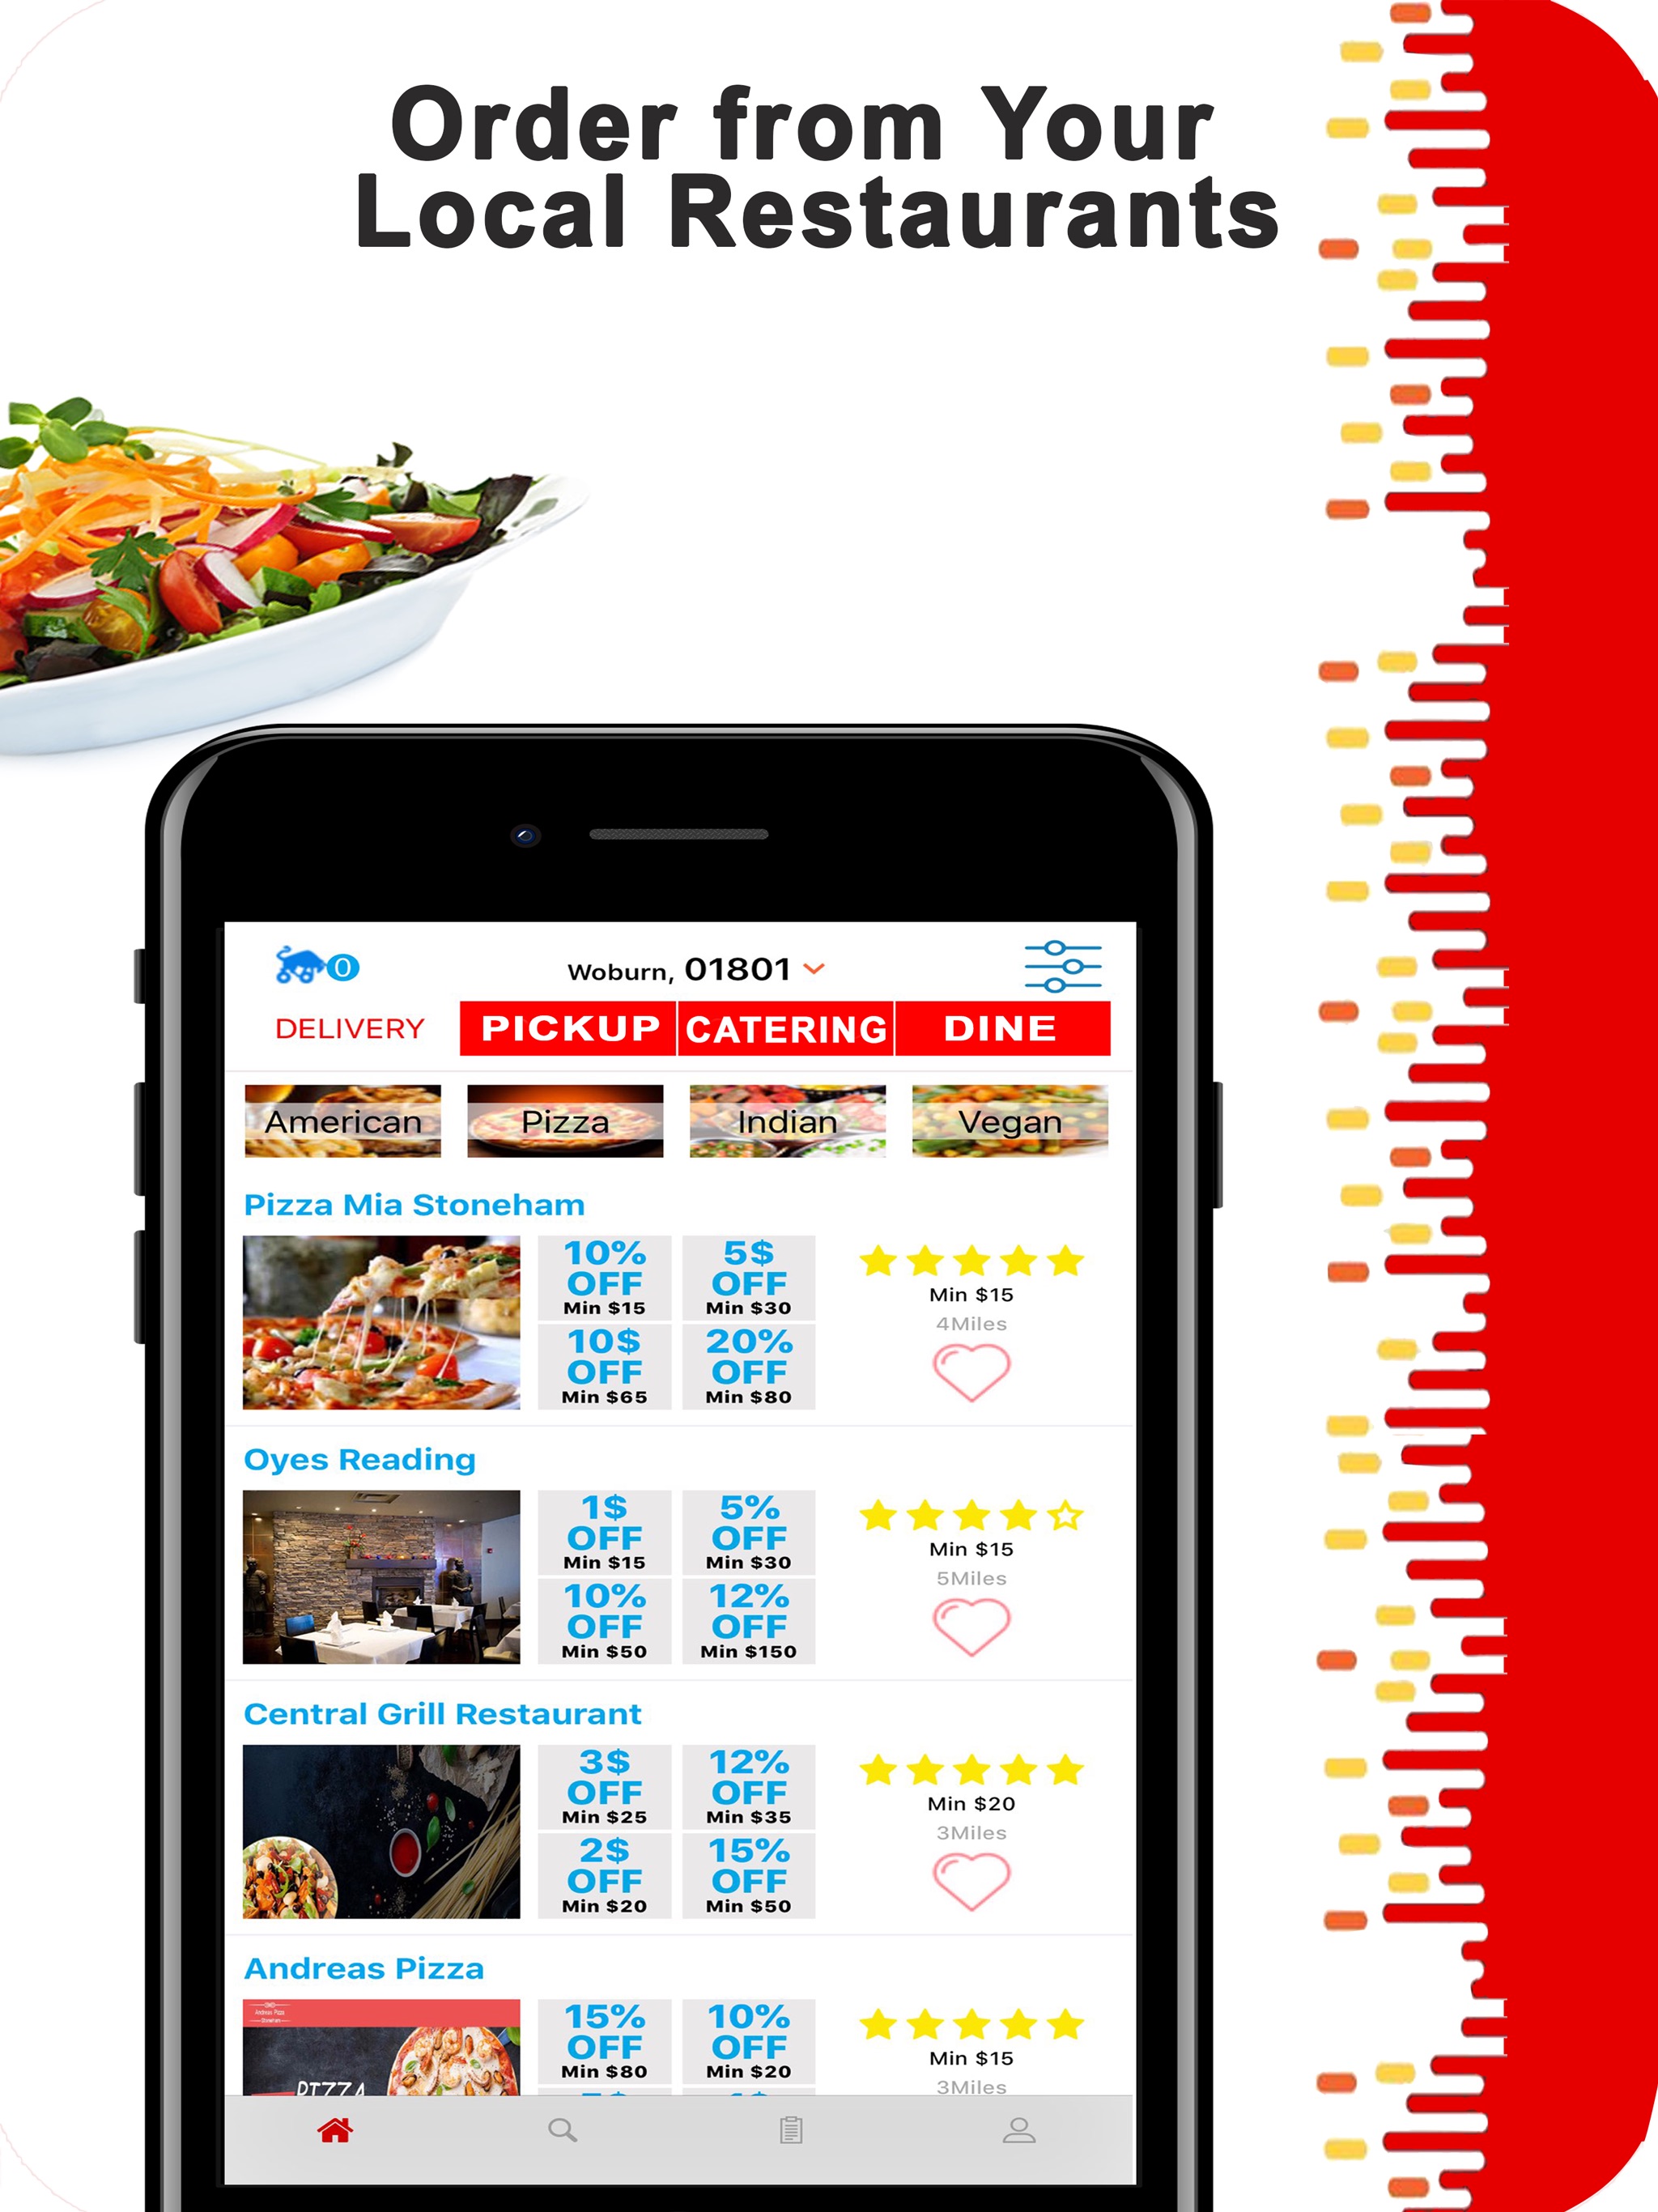 Order from Your
Local Restaurants
0
Woburn, 01801
DELIVERY PICKUP CATERING DINE
American Pizza Indian Vegan
Pizza Mia Stoneham
10% 5$
OFF OFF
Min $15 Min $30
10$ 20%
OFF OFF
Min $65 Min $80
Min $15
4Miles
Oyes Reading
1$ 5%
OFF OFF
Min $15 Min $30
10% 12%
OFF OFF
Min $50 Min $150
Min $15
5Miles
Central Grill Restaurant
3$ 12%
OFF OFF
Min $25 Min $35
2$ 15%
OFF OFF
Min $20 Min $50
Min $20
3Miles
Andreas Pizza
Andreas Pizza
Stoneham
PIZZA
15% 10%
OFF OFF
Min $80 Min $20
Min $15
3Miles